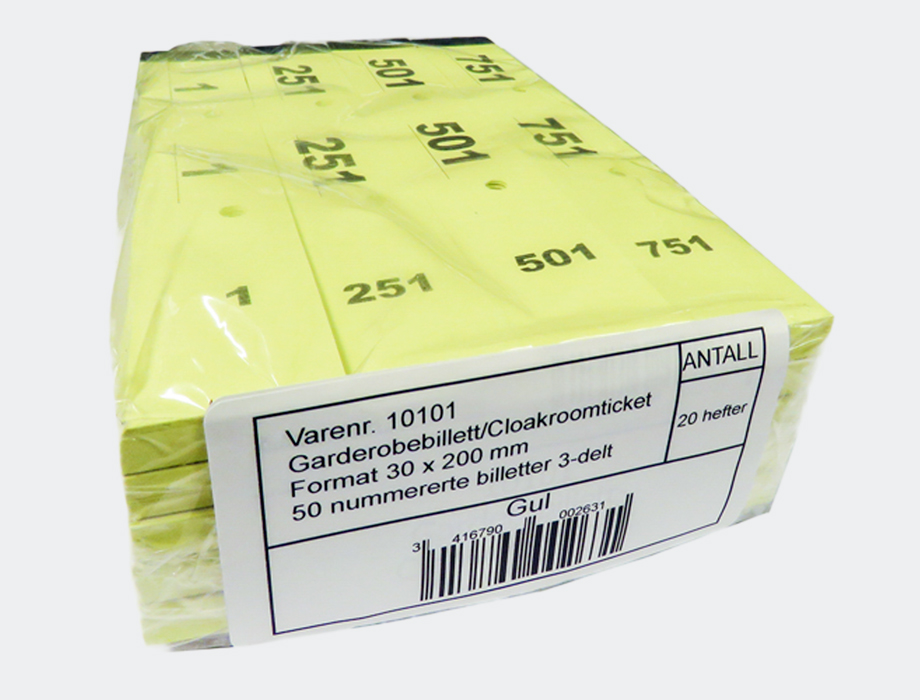 1 251 501 751
1 251 501 751
1 251 501 751
Varenr. 10101
Garderobebillett/Cloakroomticket
Format 30 x 200 mm
50 nummererte billetter 3-delt
Gul
ANTALL
20 hefter
3 416790 002631